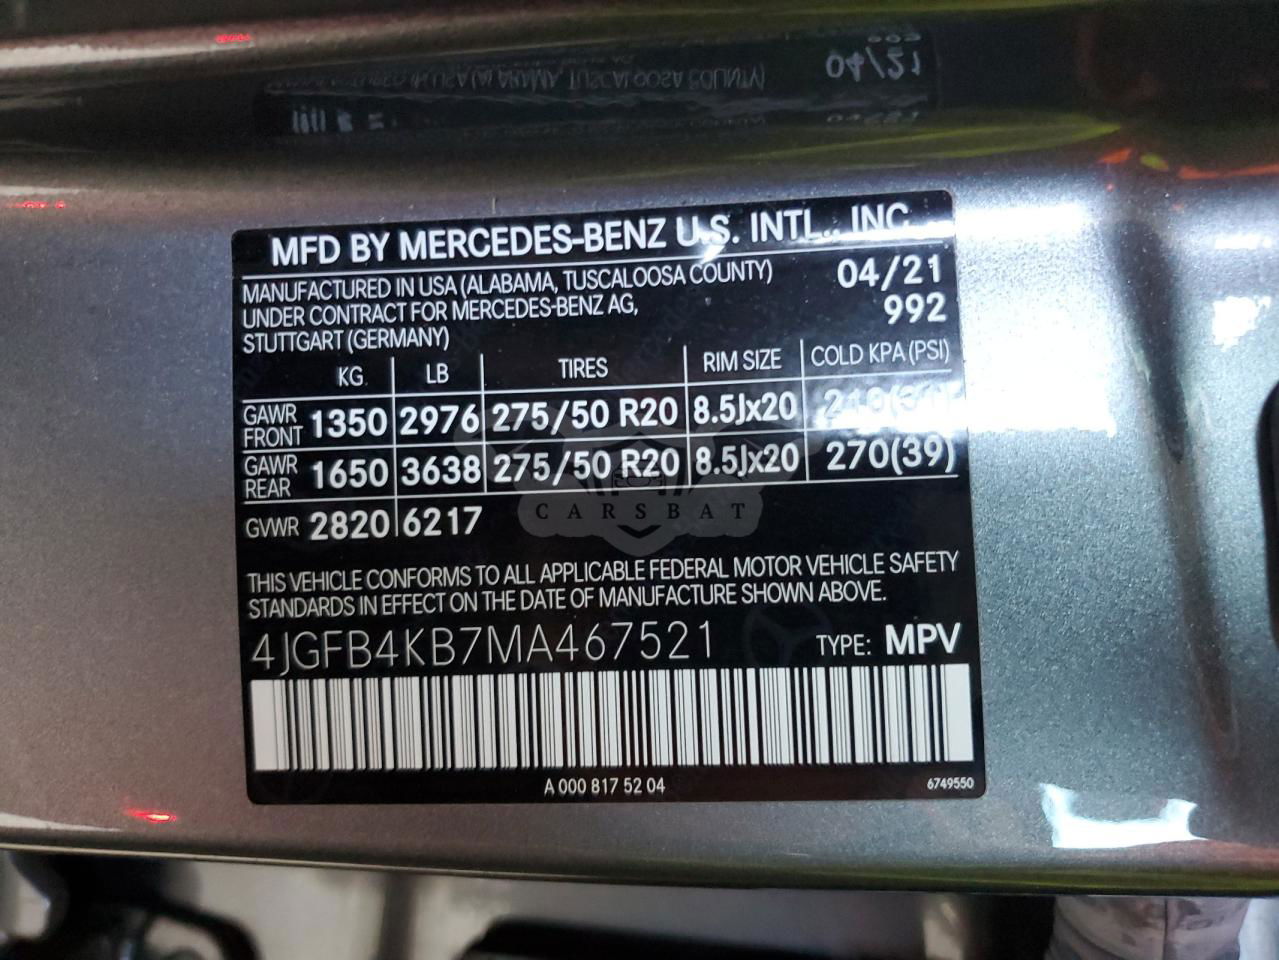 MFD BY MERCEDES-BENZ U.S. INTL., INC.
MANUFACTURED IN USA (ALABAMA, TUSCALOOSA COUNTY) 04/21
UNDER CONTRACT FOR MERCEDES-BENZ AG, 992
STUTTGART (GERMANY)
KG LB TIRES RIM SIZE COLD KPA (PSI)
GAWR FRONT 1350 2976 275/50 R20 8.5Jx20
GAWR REAR 1650 3638 275/50 R20 8.5Jx20 270(39)
GVWR 2820 6217
CARSBAT
THIS VEHICLE CONFORMS TO ALL APPLICABLE FEDERAL MOTOR VEHICLE SAFETY
STANDARDS IN EFFECT ON THE DATE OF MANUFACTURE SHOWN ABOVE.
4JGFB4KB7MA467521 TYPE: MPV
A 000 817 52 04 6749550